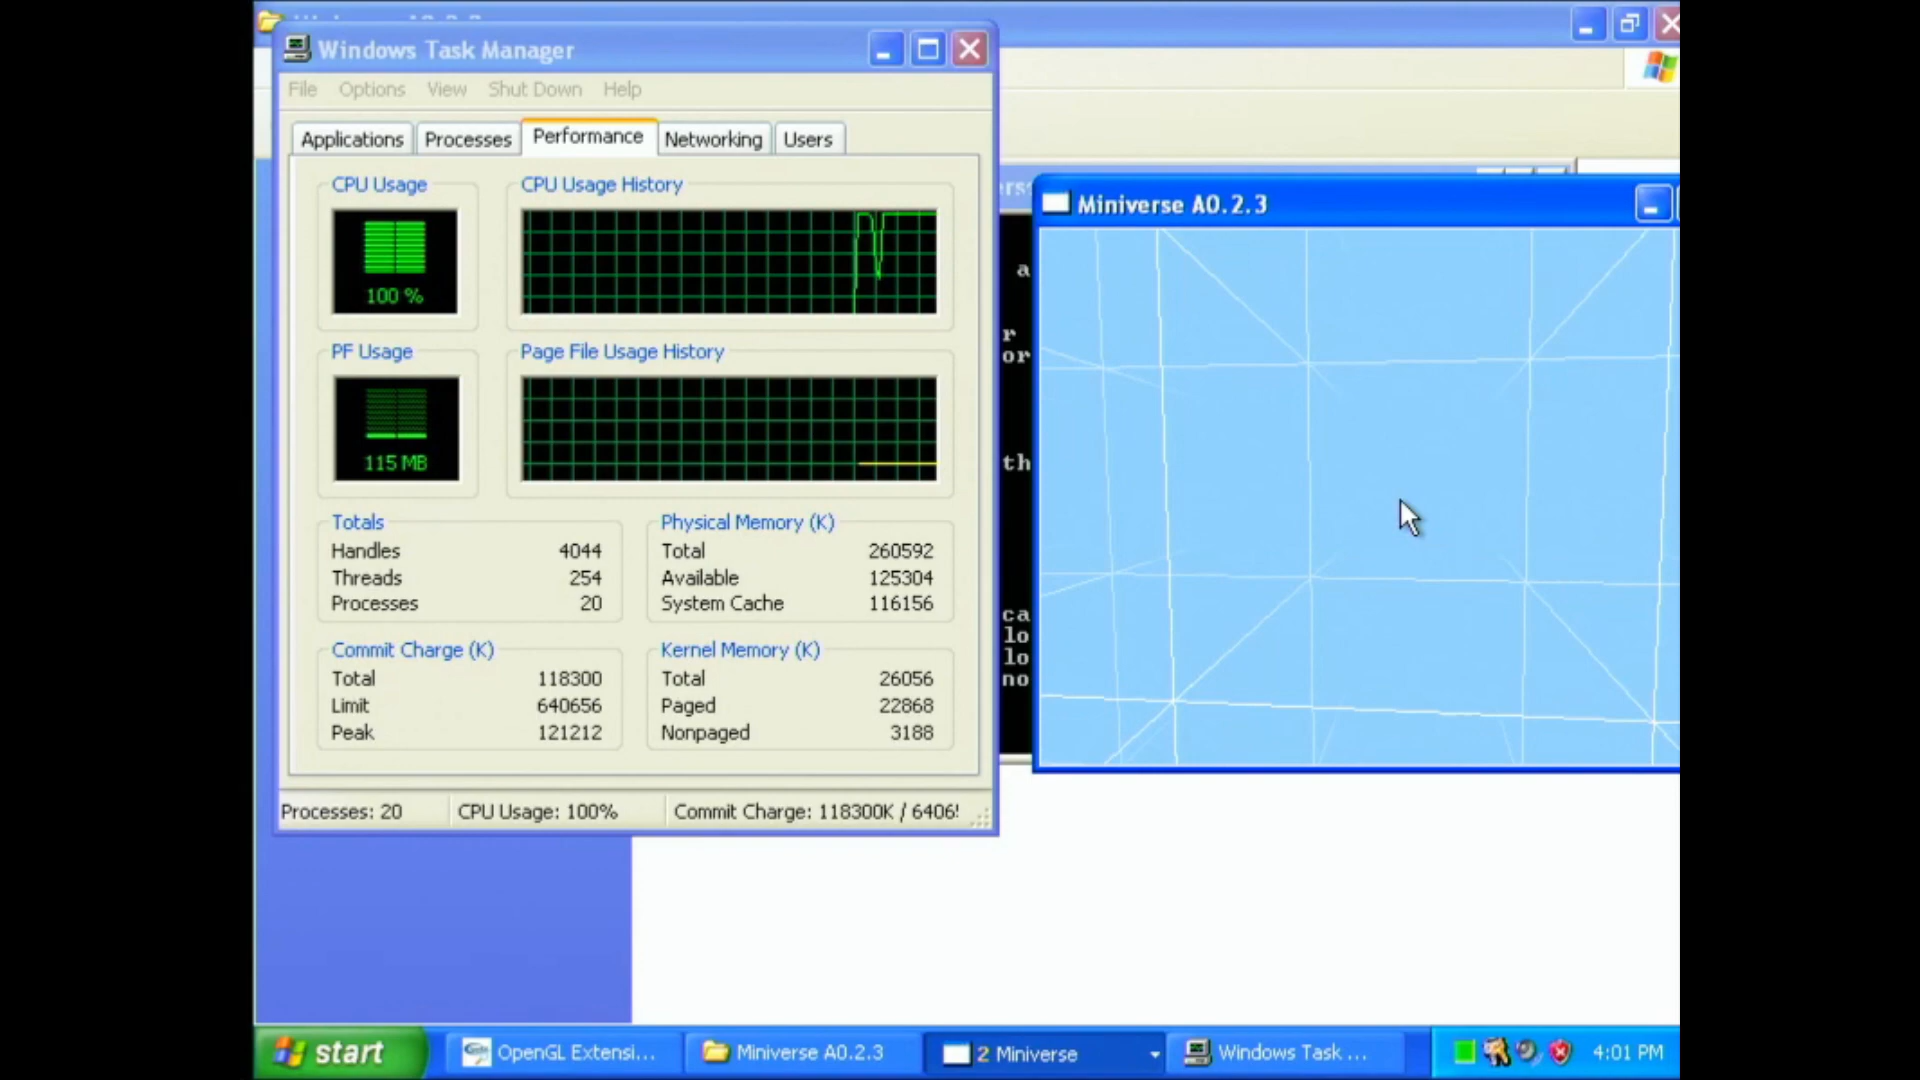 Windows Task Manager
File Options View Shut Down Help
Applications Processes Performance Networking Users
CPU Usage
CPU Usage History
100 %
PF Usage
Page File Usage History
115 MB
Totals
Handles 4044
Threads 254
Processes 20
Physical Memory (K)
Total 260592
Available 125304
System Cache 116156
Commit Charge (K)
Total 118300
Limit 640656
Peak 121212
Kernel Memory (K)
Total 26056
Paged 22868
Nonpaged 3188
Processes: 20 CPU Usage: 100% Commit Charge: 118300K / 6406
Miniverse A0.2.3
a
r
or
th
ca
lo
lo
no
start
OpenGL Extensi...
Miniverse A0.2.3
2 Miniverse
Windows Task ...
4:01 PM